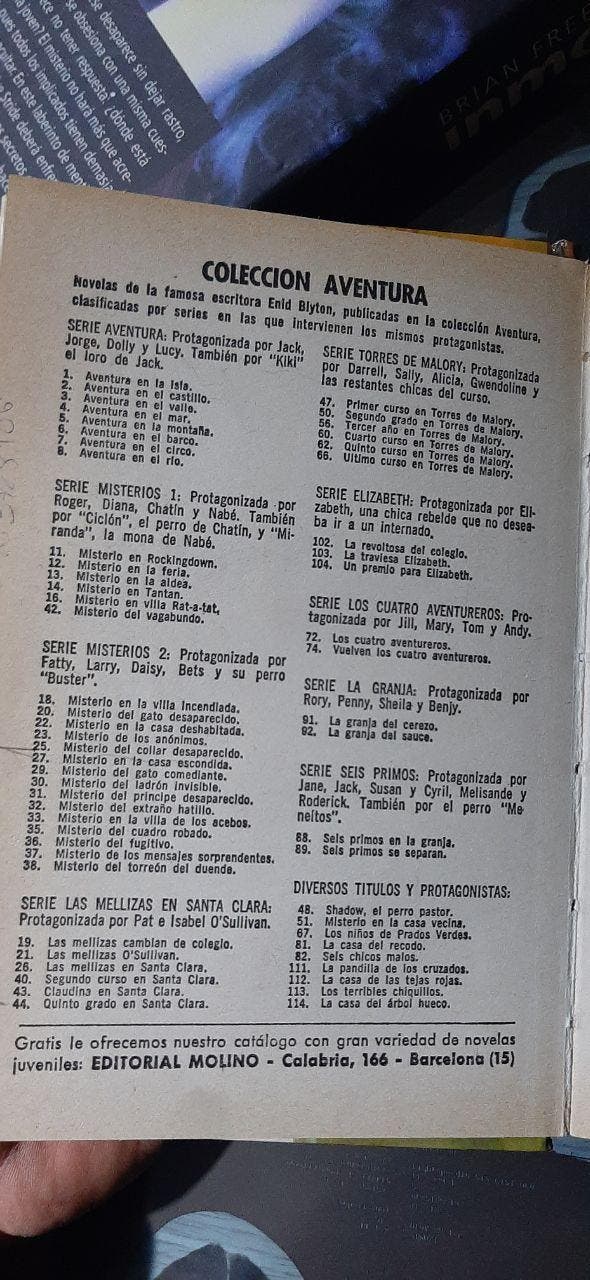 se desaparece sin dejar rastro
se obsesiona con una misma cues-
ce no tener respuesta: ¿dónde está
joven? El misterio no hará más que acre-
que todos los implicados tienen
En este laberinto de
Stride deberá
secretos
BRIAN FREE
inmo
COLECCION AVENTURA
Novelas de la famosa escritora Enid Blyton, publicadas en la colección Aventura,
clasificadas por series en las que intervienen los mismos protagonistas.
SERIE AVENTURA: Protagonizada por Jack,
Jorge, Dolly y Lucy. También por "Kiki"
el loro de Jack.
1. Aventura en la isla.
2. Aventura en el castillo.
3. Aventura en el valle.
4. Aventura en el mar.
5. Aventura en la montaña.
6. Aventura en el barco.
7. Aventura en el circo.
8. Aventura en el río.
SERIE MISTERIOS 1: Protagonizada por
Roger, Diana, Chatín y Nabé. También
por "Ciclón", el perro de Chatín, y "Mi-
randa", la mona de Nabé.
11. Misterio en Rockingdown.
12. Misterio en la feria.
13. Misterio en la aldea.
14. Misterio en Tantan.
16. Misterio en villa Rat-a-tat,
42. Misterio del vagabundo.
SERIE MISTERIOS 2: Protagonizada por
Fatty, Larry, Daisy, Bets y su perro
"Buster".
18. Misterio en la villa incendiada.
20. Misterio del gato desaparecido.
22. Misterio en la casa deshabitada.
23. Misterio de los anónimos.
25. Misterio del collar desaparecido.
27. Misterio en la casa escondida.
29. Misterio del gato comediante.
30. Misterio del ladrón invisible.
31. Misterio del príncipe desaparecido.
32. Misterio del extraño hatillo.
33. Misterio en la villa de los acebos.
35. Misterio del cuadro robado.
36. Misterio del fugitivo.
37. Misterio de los mensajes sorprendentes.
38. Misterio del torreón del duende.
SERIE LAS MELLIZAS EN SANTA CLARA:
Protagonizada por Pat e Isabel O'Sullivan.
19. Las mellizas cambian de colegio.
21. Las mellizas O'Sullivan.
26. Las mellizas en Santa Clara.
40. Segundo curso en Santa Clara.
43. Claudina en Santa Clara.
44. Quinto grado en Santa Clara.
SERIE TORRES DE MALORY: Protagonizada
por Darrell, Sally, Alicia, Gwendoline y
las restantes chicas del curso.
47. Primer curso en Torres de Malory.
50. Segundo grado en Torres de Malory.
56. Tercer año en Torres de Malory.
60. Cuarto curso en Torres de Malory.
62. Quinto curso en Torres de Malory.
66. Ultimo curso en Torres de Malory.
SERIE ELIZABETH: Protagonizada por Eli-
zabeth, una chica rebelde que no desea-
ba ir a un internado.
102. La revoltosa del colegio.
103. La traviesa Elizabeth.
104. Un premio para Elizabeth.
SERIE LOS CUATRO AVENTUREROS: Pro-
tagonizada por Jill, Mary, Tom y Andy.
72. Los cuatro aventureros.
74. Vuelven los cuatro aventureros.
SERIE LA GRANJA: Protagonizada por
Rory, Penny, Sheila y Benjy.
91. La granja del cerezo.
92. La granja del sauce.
SERIE SEIS PRIMOS: Protagonizada por
Jane, Jack, Susan y Cyril, Melisande y
Roderick. También por el perro "Me-
neítos".
88. Seis primos en la granja.
89. Seis primos se separan.
DIVERSOS TITULOS Y PROTAGONISTAS:
48. Shadow, el perro pastor.
51. Misterio en la casa vecina.
67. Los niños de Prados Verdes.
81. La casa del recodo.
82. Seis chicos malos.
111. La pandilla de los cruzados.
112. La casa de las tejas rojas.
113. Los terribles chiquillos.
114. La casa del árbol hueco.
Gratis le ofrecemos nuestro catálogo con gran variedad de novelas
juveniles: EDITORIAL MOLINO - Calabria, 166 - Barcelona (15)